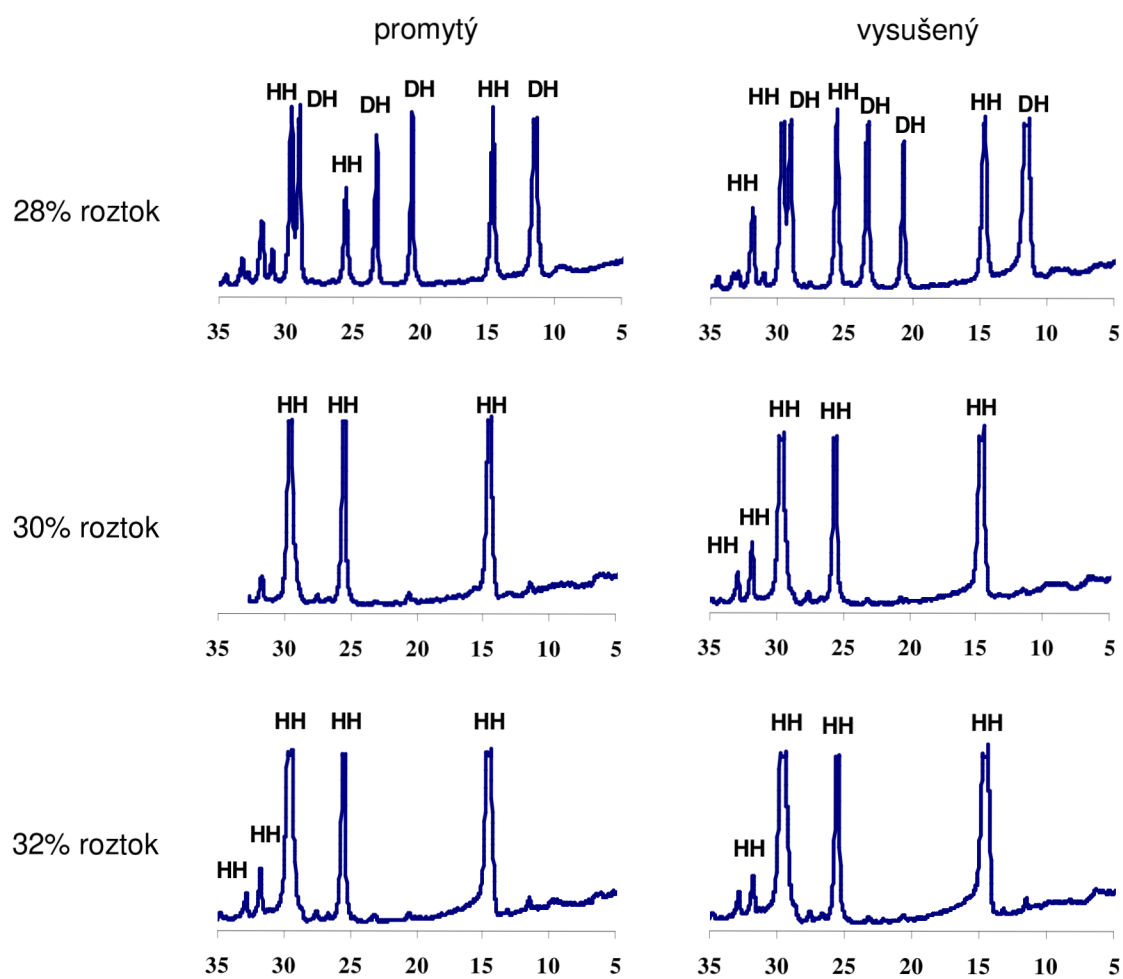 promytý vysušený
28% roztok
HH DH HH DH DH HH DH
35 30 25 20 15 10 5
HH HH DH HH DH DH HH DH
35 30 25 20 15 10 5
30% roztok
HH HH HH
35 30 25 20 15 10 5
HH HH HH HH HH
35 30 25 20 15 10 5
32% roztok
HH HH HH HH HH
35 30 25 20 15 10 5
HH HH HH HH
35 30 25 20 15 10 5